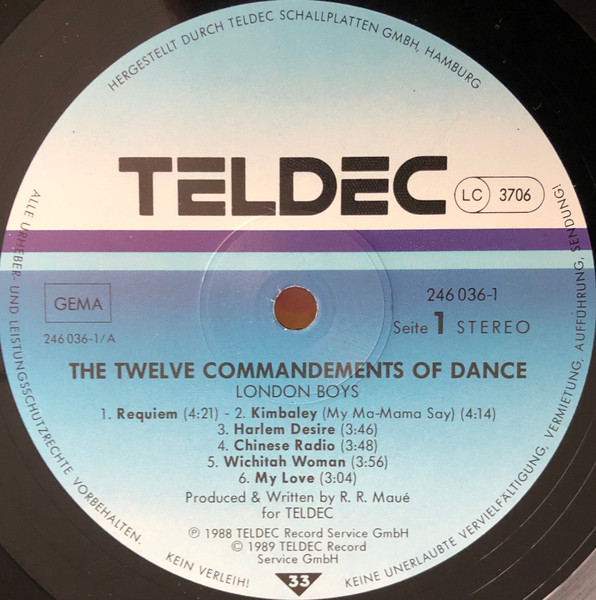 HERGESTELLT DURCH TELDEC SCHALLPLATTEN GMBH, HAMBURG
TELDEC
LC 3706
GEMA
246 036-1/A
246 036-1
Seite 1 STEREO
THE TWELVE COMMANDEMENTS OF DANCE
LONDON BOYS
1. Requiem (4:21) - 2. Kimbaley (My Ma-Mama Say) (4:14)
3. Harlem Desire (3:46)
4. Chinese Radio (3:48)
5. Wichitah Woman (3:56)
6. My Love (3:04)
Produced & Written by R. R. Maué
for TELDEC
℗ 1988 TELDEC Record Service GmbH
© 1989 TELDEC Record
Service GmbH
33
ALLE URHEBER- UND LEISTUNGSSCHUTZRECHTE VORBEHALTEN.
KEIN VERLEIH!
KEINE UNERLAUBTE VERVIELFÄLTIGUNG, VERMIETUNG, AUFFÜHRUNG, SENDUNG!